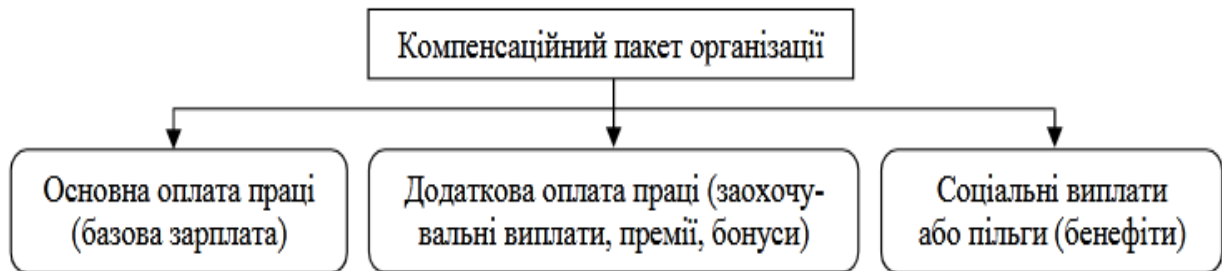 Компенсаційний пакет організації
Основна оплата праці
(базова зарплата)
Додаткова оплата праці (заохочу-
вальні виплати, премії, бонуси)
Соціальні виплати
або пільги (бенефіти)